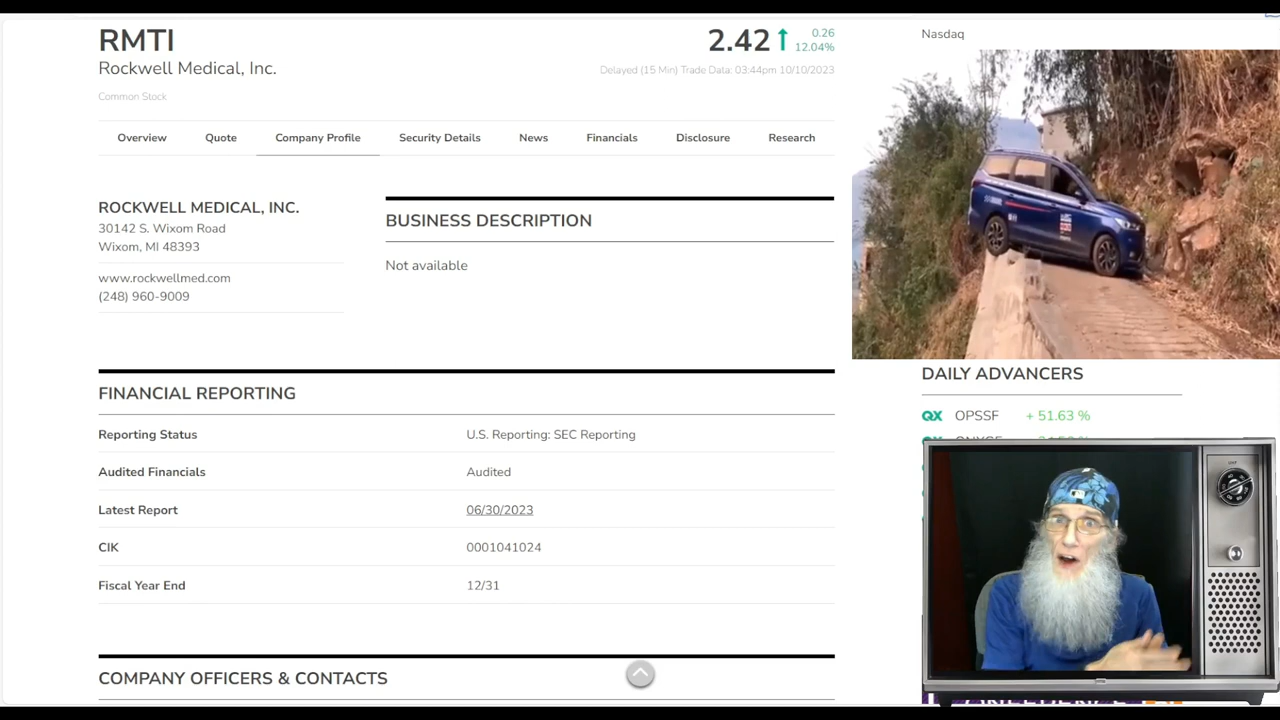 RMTI
2.42
0.26
12.04%
Nasdaq
Rockwell Medical, Inc.
Delayed (15 Min) Trade Data: 03:44pm 10/10/2023
Common Stock
Overview
Quote
Company Profile
Security Details
News
Financials
Disclosure
Research
ROCKWELL MEDICAL, INC.
30142 S. Wixom Road
Wixom, MI 48393
www.rockwellmed.com
(248) 960-9009
BUSINESS DESCRIPTION
Not available
FINANCIAL REPORTING
Reporting Status U.S. Reporting: SEC Reporting
Audited Financials Audited
Latest Report 06/30/2023
CIK 0001041024
Fiscal Year End 12/31
COMPANY OFFICERS & CONTACTS
DAILY ADVANCERS
QX OPSSF + 51.63 %